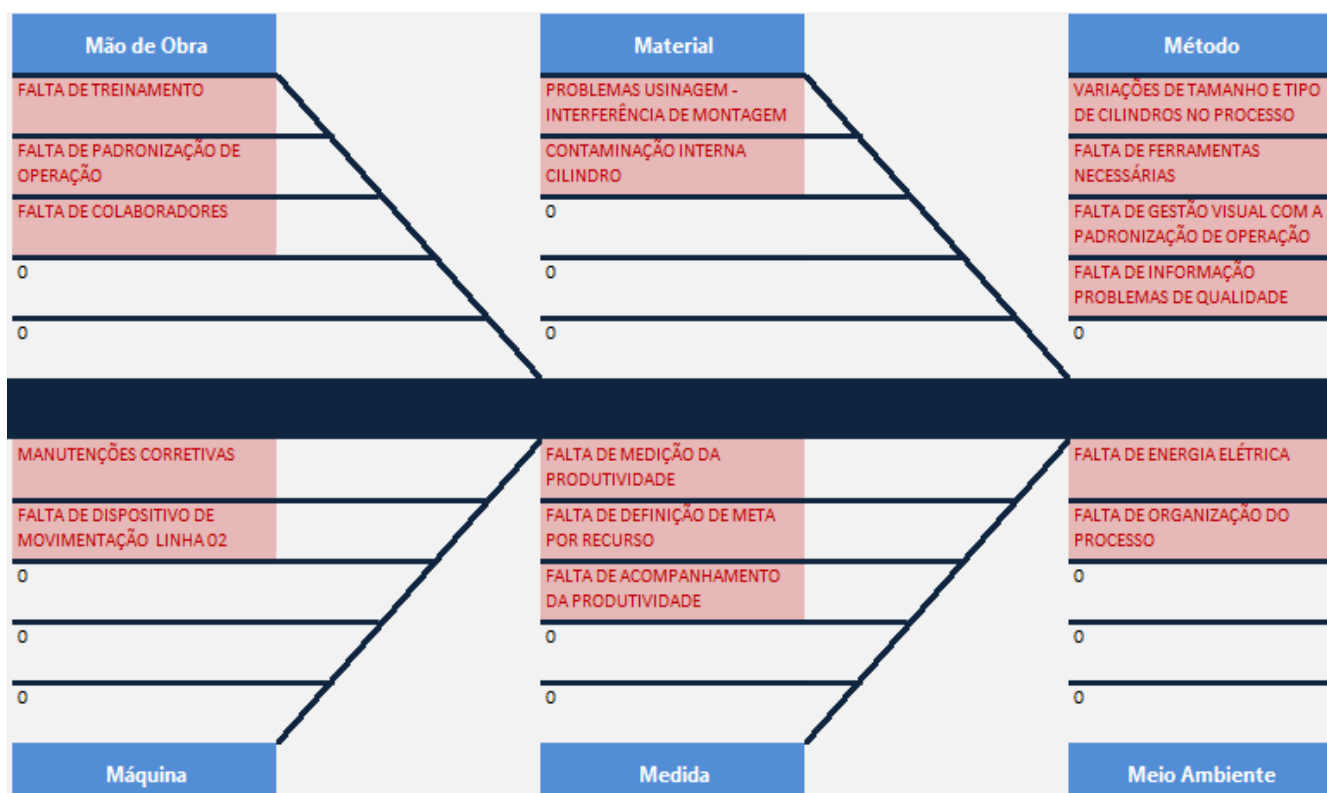 Mão de Obra
FALTA DE TREINAMENTO
FALTA DE PADRONIZAÇÃO DE
OPERAÇÃO
FALTA DE COLABORADORES
0
0
Material
PROBLEMAS USINAGEM -
INTERFERÊNCIA DE MONTAGEM
CONTAMINAÇÃO INTERNA
CILINDRO
0
0
0
Método
VARIAÇÕES DE TAMANHO E TIPO
DE CILINDROS NO PROCESSO
FALTA DE FERRAMENTAS
NECESSÁRIAS
FALTA DE GESTÃO VISUAL COM A
PADRONIZAÇÃO DE OPERAÇÃO
FALTA DE INFORMAÇÃO
PROBLEMAS DE QUALIDADE
0
MANUTENÇÕES CORRETIVAS
FALTA DE DISPOSITIVO DE
MOVIMENTAÇÃO LINHA 02
0
0
0
Máquina
FALTA DE MEDIÇÃO DA
PRODUTIVIDADE
FALTA DE DEFINIÇÃO DE META
POR RECURSO
FALTA DE ACOMPANHAMENTO
DA PRODUTIVIDADE
0
0
Medida
FALTA DE ENERGIA ELÉTRICA
FALTA DE ORGANIZAÇÃO DO
PROCESSO
0
0
0
Meio Ambiente